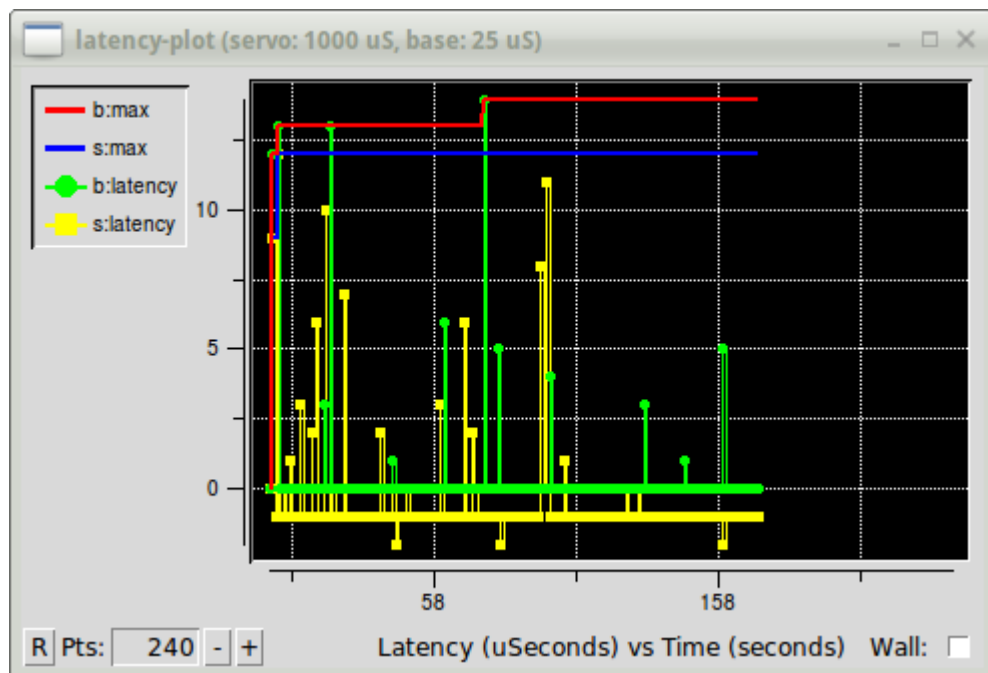 latency-plot (servo: 1000 uS, base: 25 uS)
b:max
s:max
b:latency
s:latency
10
5
0
58 158
R Pts: 240 - + Latency (uSeconds) vs Time (seconds) Wall: